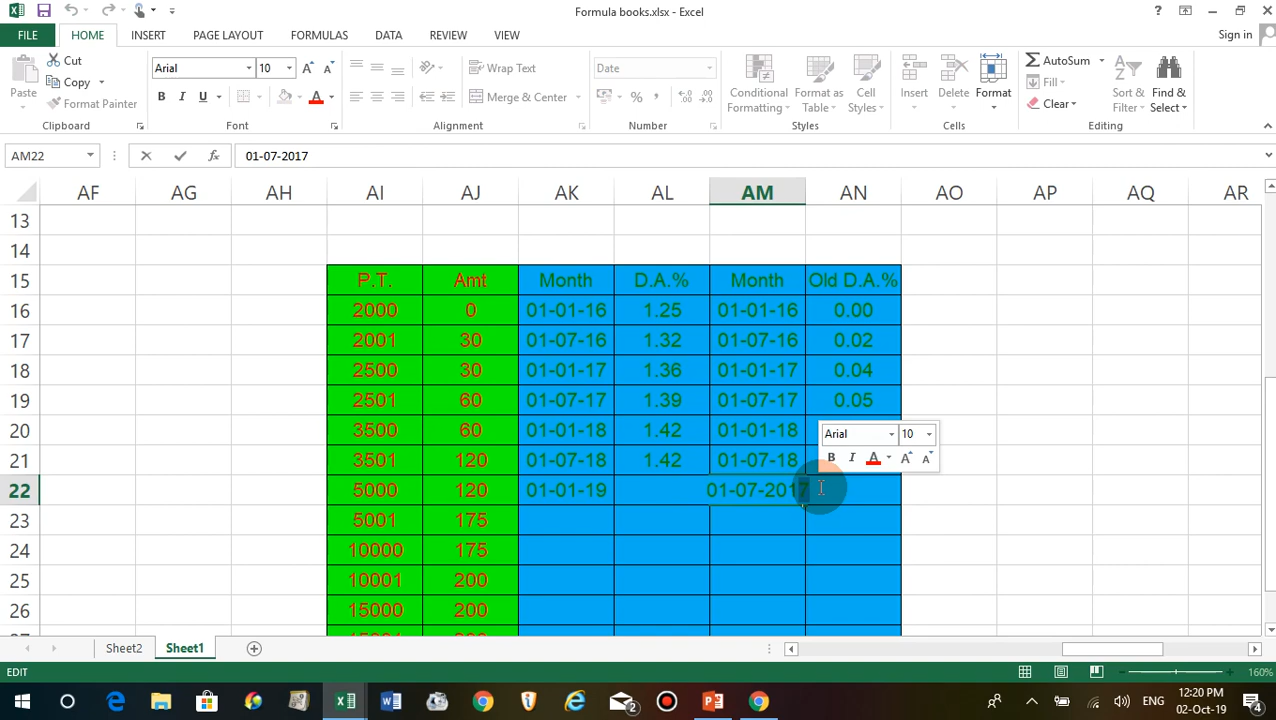 Formula books.xlsx - Excel
?
FILE HOME INSERT PAGE LAYOUT FORMULAS DATA REVIEW VIEW Sign in
Paste
Cut
Copy
Format Painter
Clipboard
Arial 10
B I U
Font
Wrap Text
Merge & Center
Alignment
Date
%
Number
Conditional Formatting
Format as Table
Cell Styles
Styles
Insert
Delete
Format
Cells
AutoSum
Fill
Clear
Sort & Filter
Find & Select
Editing
AM22 fx 01-07-2017
AF AG AH AI AJ AK AL AM AN AO AP AQ AR
13
14
15 P.T. Amt Month D.A.% Month Old D.A.%
16 2000 0 01-01-16 1.25 01-01-16 0.00
17 2001 30 01-07-16 1.32 01-07-16 0.02
18 2500 30 01-01-17 1.36 01-01-17 0.04
19 2501 60 01-07-17 1.39 01-07-17 0.05
20 3500 60 01-01-18 1.42 01-01-18
21 3501 120 01-07-18 1.42 01-07-18
22 5000 120 01-01-19 01-07-2017
23 5001 175
24 10000 175
25 10001 200
26 15000 200
Arial 10
B I A
Sheet2 Sheet1
EDIT 160%
ENG
12:20 PM
02-Oct-19
2
4